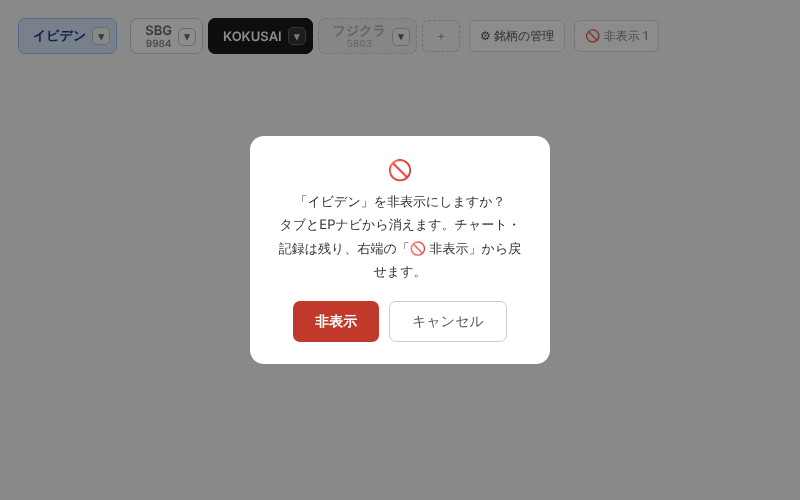 イビデン ▾
SBG
9984 ▾
KOKUSAI ▾
フジクラ
5803 ▾
+
⚙ 銘柄の管理
🚫 非表示 1
🚫
「イビデン」を非表示にしますか？
タブとEPナビから消えます。チャート・
記録は残り、右端の「🚫 非表示」から戻
せます。
非表示
キャンセル